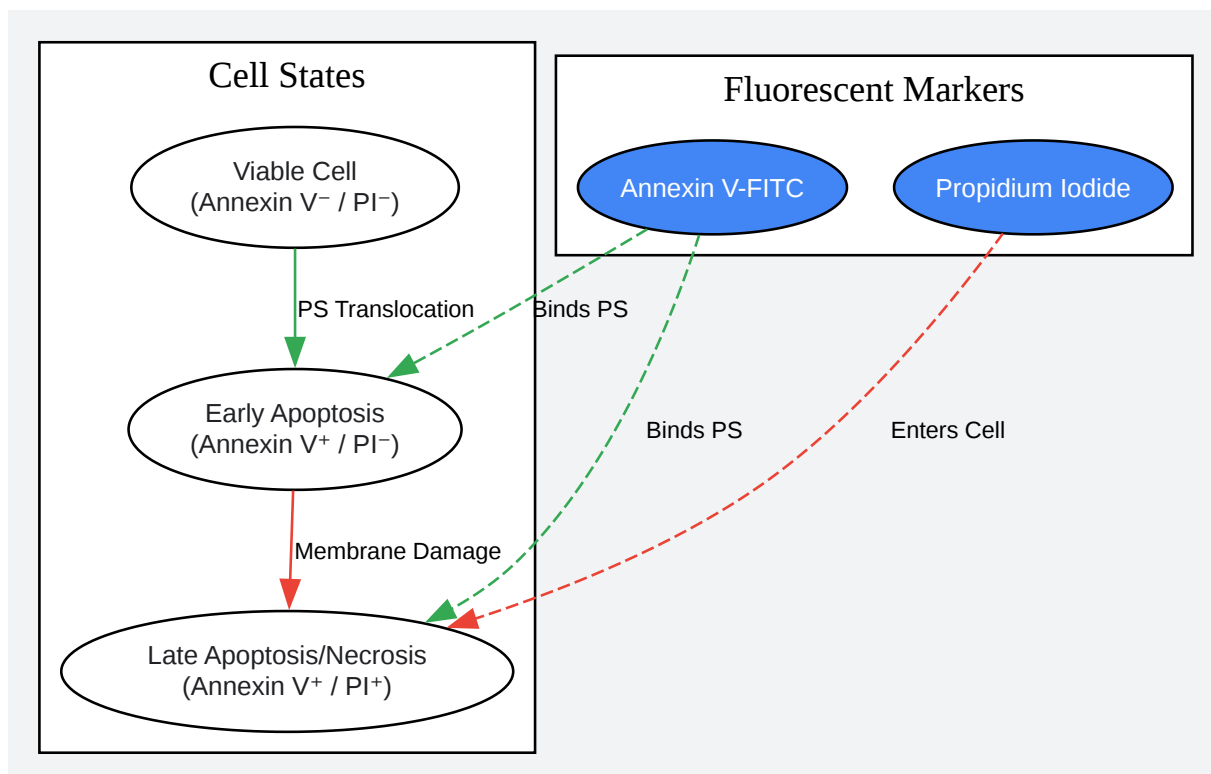 Cell States
Viable Cell
(Annexin V⁻ / PI⁻)
PS Translocation
Early Apoptosis
(Annexin V⁺ / PI⁻)
Membrane Damage
Late Apoptosis/Necrosis
(Annexin V⁺ / PI⁺)
Fluorescent Markers
Annexin V-FITC
Propidium Iodide
Binds PS
Binds PS
Enters Cell